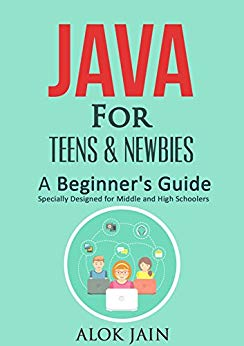 JAVA
For
TEENS & NEWBIES
A Beginner's Guide
Specially Designed for Middle and High Schoolers
ALOK JAIN